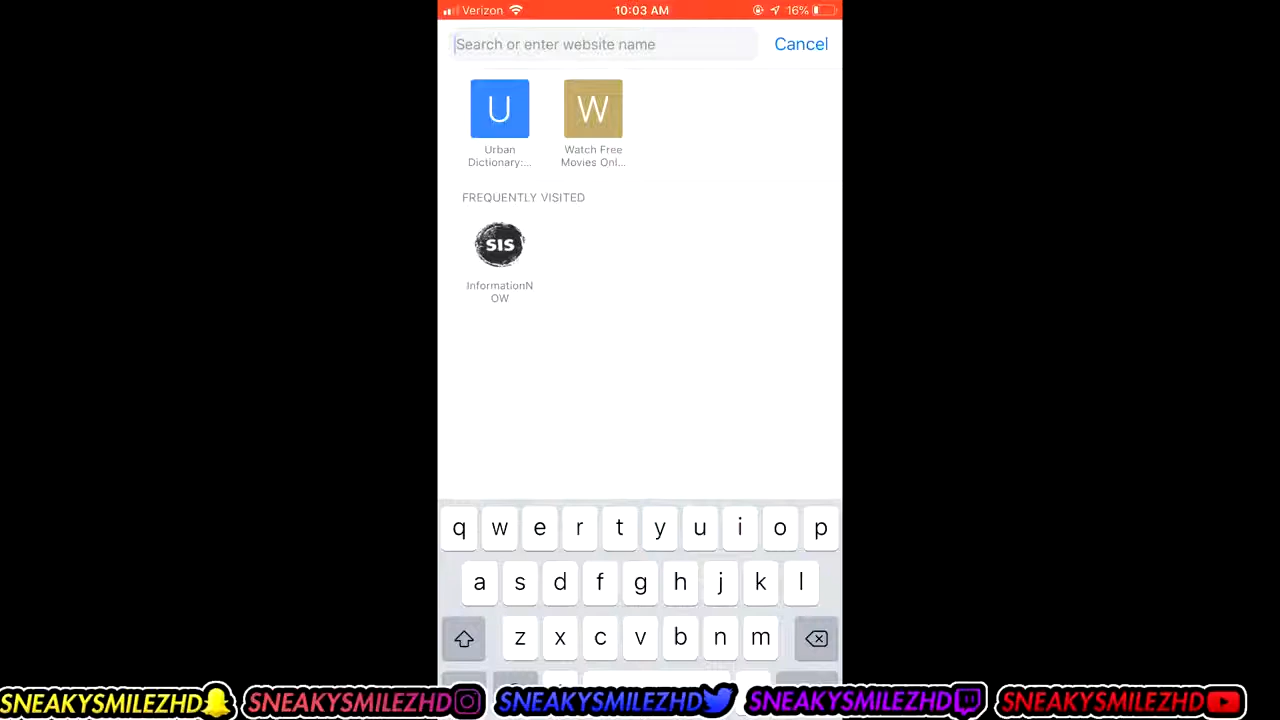 Verizon 10:03 AM 16%
Search or enter website name Cancel
U W
Urban Dictionary:...
Watch Free Movies Onl...
FREQUENTLY VISITED
SIS
InformationN
OW
q w e r t y u i o p
a s d f g h j k l
z x c v b n m
SNEAKYSMILEZHD SNEAKYSMILEZHD SNEAKYSMILEZHD SNEAKYSMILEZHD SNEAKYSMILEZHD